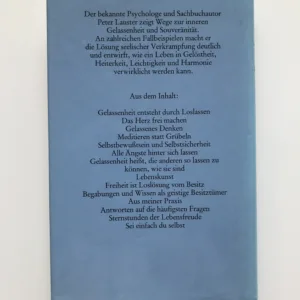 Der bekannte Psychologe und Sachbuchautor
Peter Lauster zeigt Wege zur inneren
Gelassenheit und Souveränität.
An zahlreichen Fallbeispielen macht er
die Lösung seelischer Verkrampfung deutlich
und entwirft, wie ein Leben in Gelöstheit,
Heiterkeit, Leichtigkeit und Harmonie
verwirklicht werden kann.
Aus dem Inhalt:
Gelassenheit entsteht durch Loslassen
Das Herz frei machen
Gelassenes Denken
Meditieren statt Grübeln
Selbstbewußtsein und Selbstsicherheit
Alle Ängste hinter sich lassen
Gelassenheit heißt, die anderen so lassen zu
können, wie sie sind
Lebenskunst
Freiheit ist Loslösung vom Besitz
Begabungen und Wissen als geistige Besitztümer
Aus meiner Praxis
Antworten auf die häufigsten Fragen
Sternstunden der Lebensfreude
Sei einfach du selbst